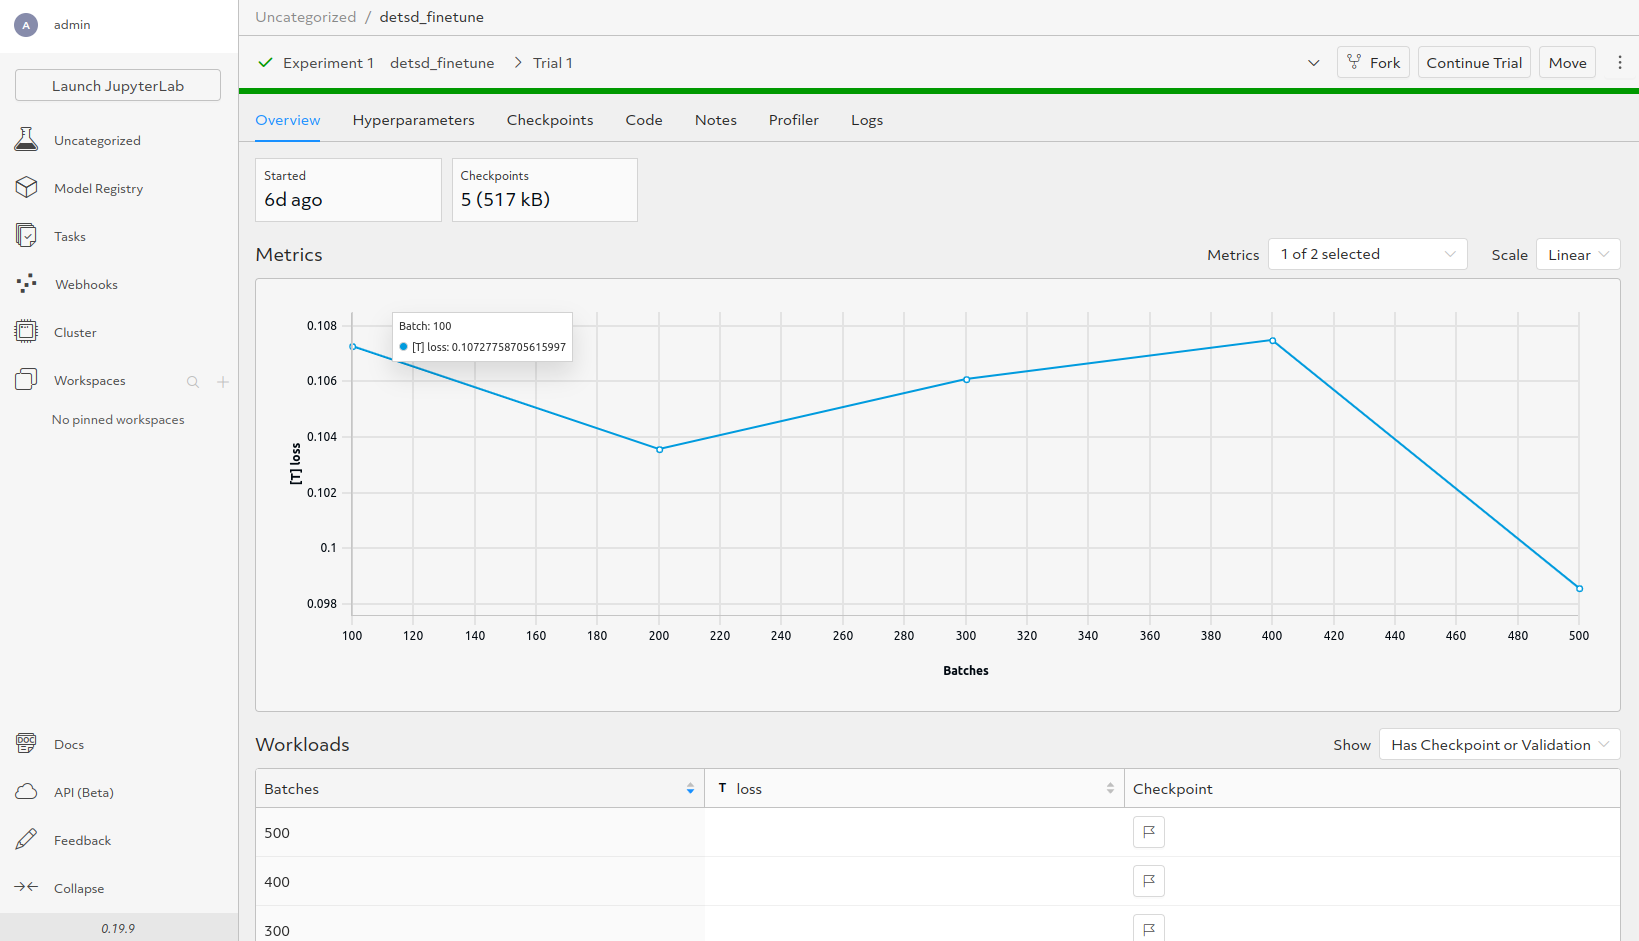 A admin
Launch JupyterLab
Uncategorized
Model Registry
Tasks
Webhooks
Cluster
Workspaces
No pinned workspaces
DOC Docs
API (Beta)
Feedback
Collapse
0.19.9
Uncategorized / detsd_finetune
Experiment 1 detsd_finetune > Trial 1
Fork
Continue Trial
Move
Overview Hyperparameters Checkpoints Code Notes Profiler Logs
Started
6d ago
Checkpoints
5 (517 kB)
Metrics
Metrics 1 of 2 selected
Scale Linear
Batch: 100
[T] loss: 0.10727758705615997
[T] loss
0.108
0.106
0.104
0.102
0.1
0.098
100 120 140 160 180 200 220 240 260 280 300 320 340 360 380 400 420 440 460 480 500
Batches
Workloads
Show Has Checkpoint or Validation
Batches T loss Checkpoint
500
400
300